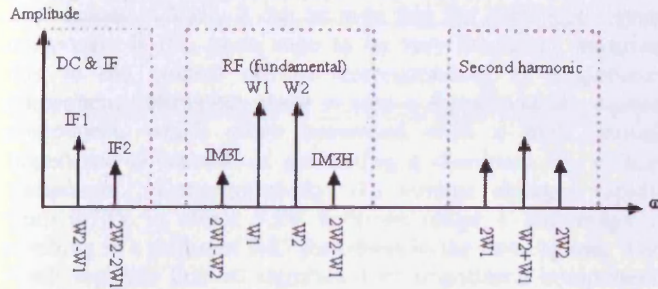 Amplitude
DC & IF
RF (fundamental)
Second harmonic
W1 W2
IF1
IF2
IM3L
IM3H
ω
W2-W1
2W2-2W1
2W1-W2
W1
W2
2W2-W1
2W1
W2+W1
2W2